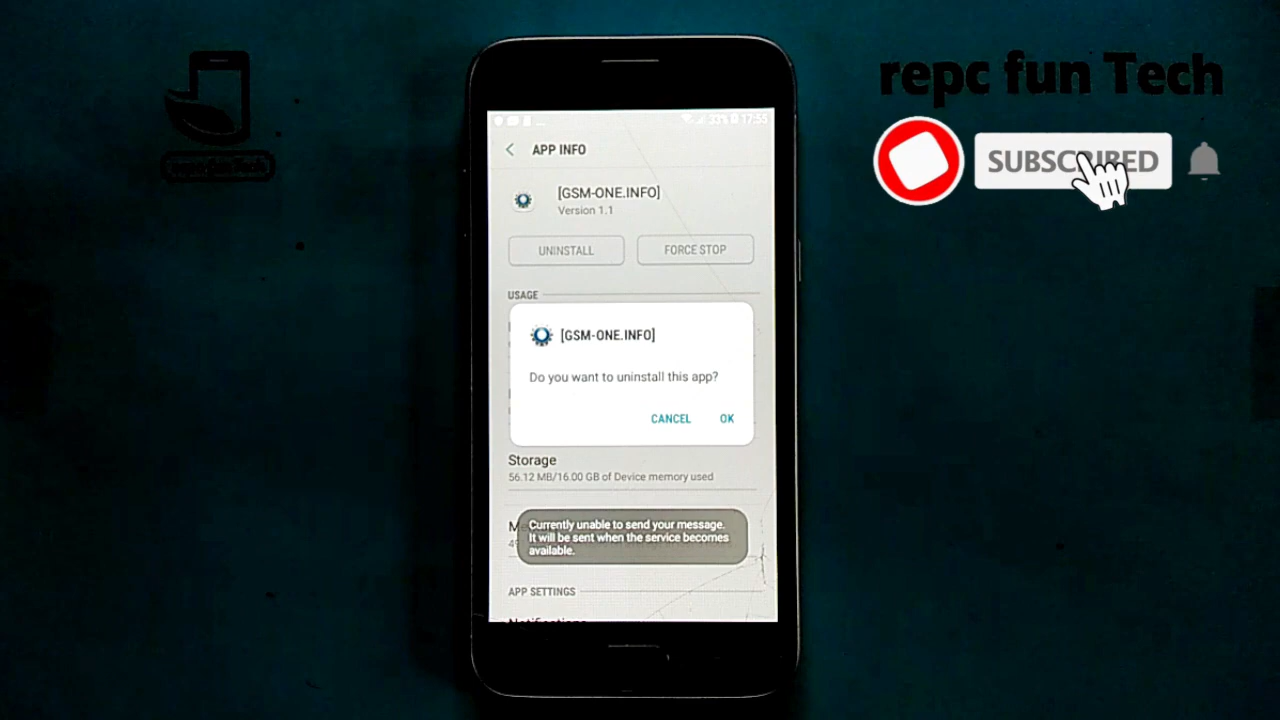 repc fun Tech
SUBSCRIBED
33% 17:55
APP INFO
[GSM-ONE.INFO]
Version 1.1
UNINSTALL
FORCE STOP
USAGE
[GSM-ONE.INFO]
Do you want to uninstall this app?
CANCEL
OK
Storage
56.12 MB/16.00 GB of Device memory used
Currently unable to send your message.
It will be sent when the service becomes
available.
APP SETTINGS
Notifications